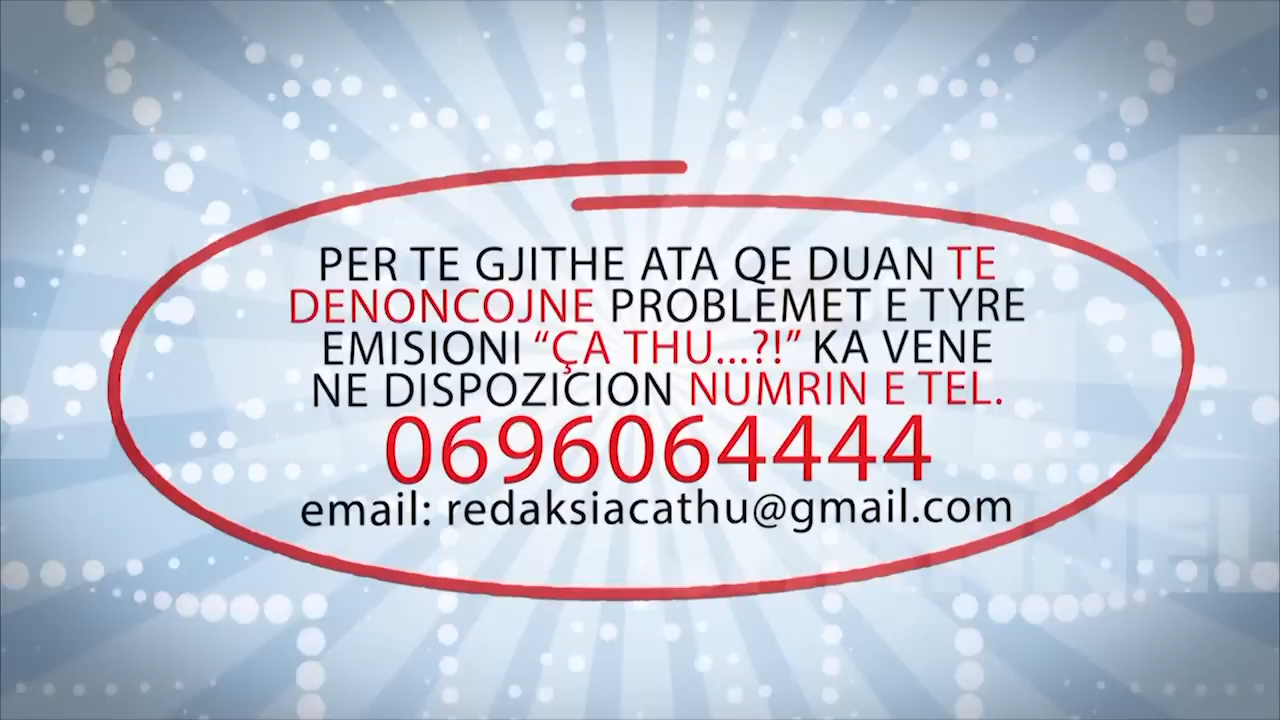 PER TE GJITHE ATA QE DUAN TE
DENONCOJNE PROBLEMET E TYRE
EMISIONI “ÇA THU...?!” KA VENE
NE DISPOZICION NUMRIN E TEL.
0696064444
email: redaksiacathu@gmail.com